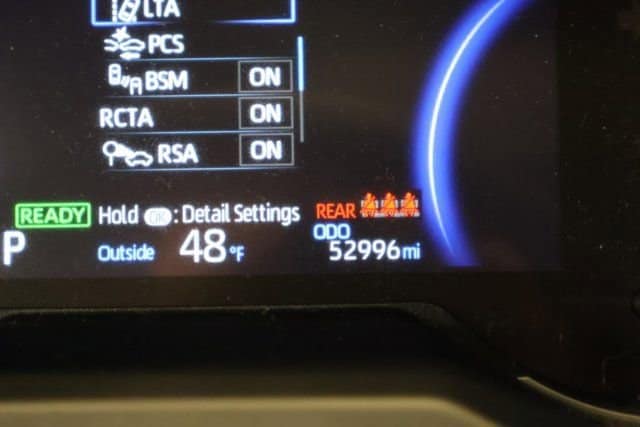 LTA
PCS
BSM ON
RCTA ON
RSA ON
READY Hold OK : Detail Settings REAR
P Outside 48 °F ODO 52996 mi